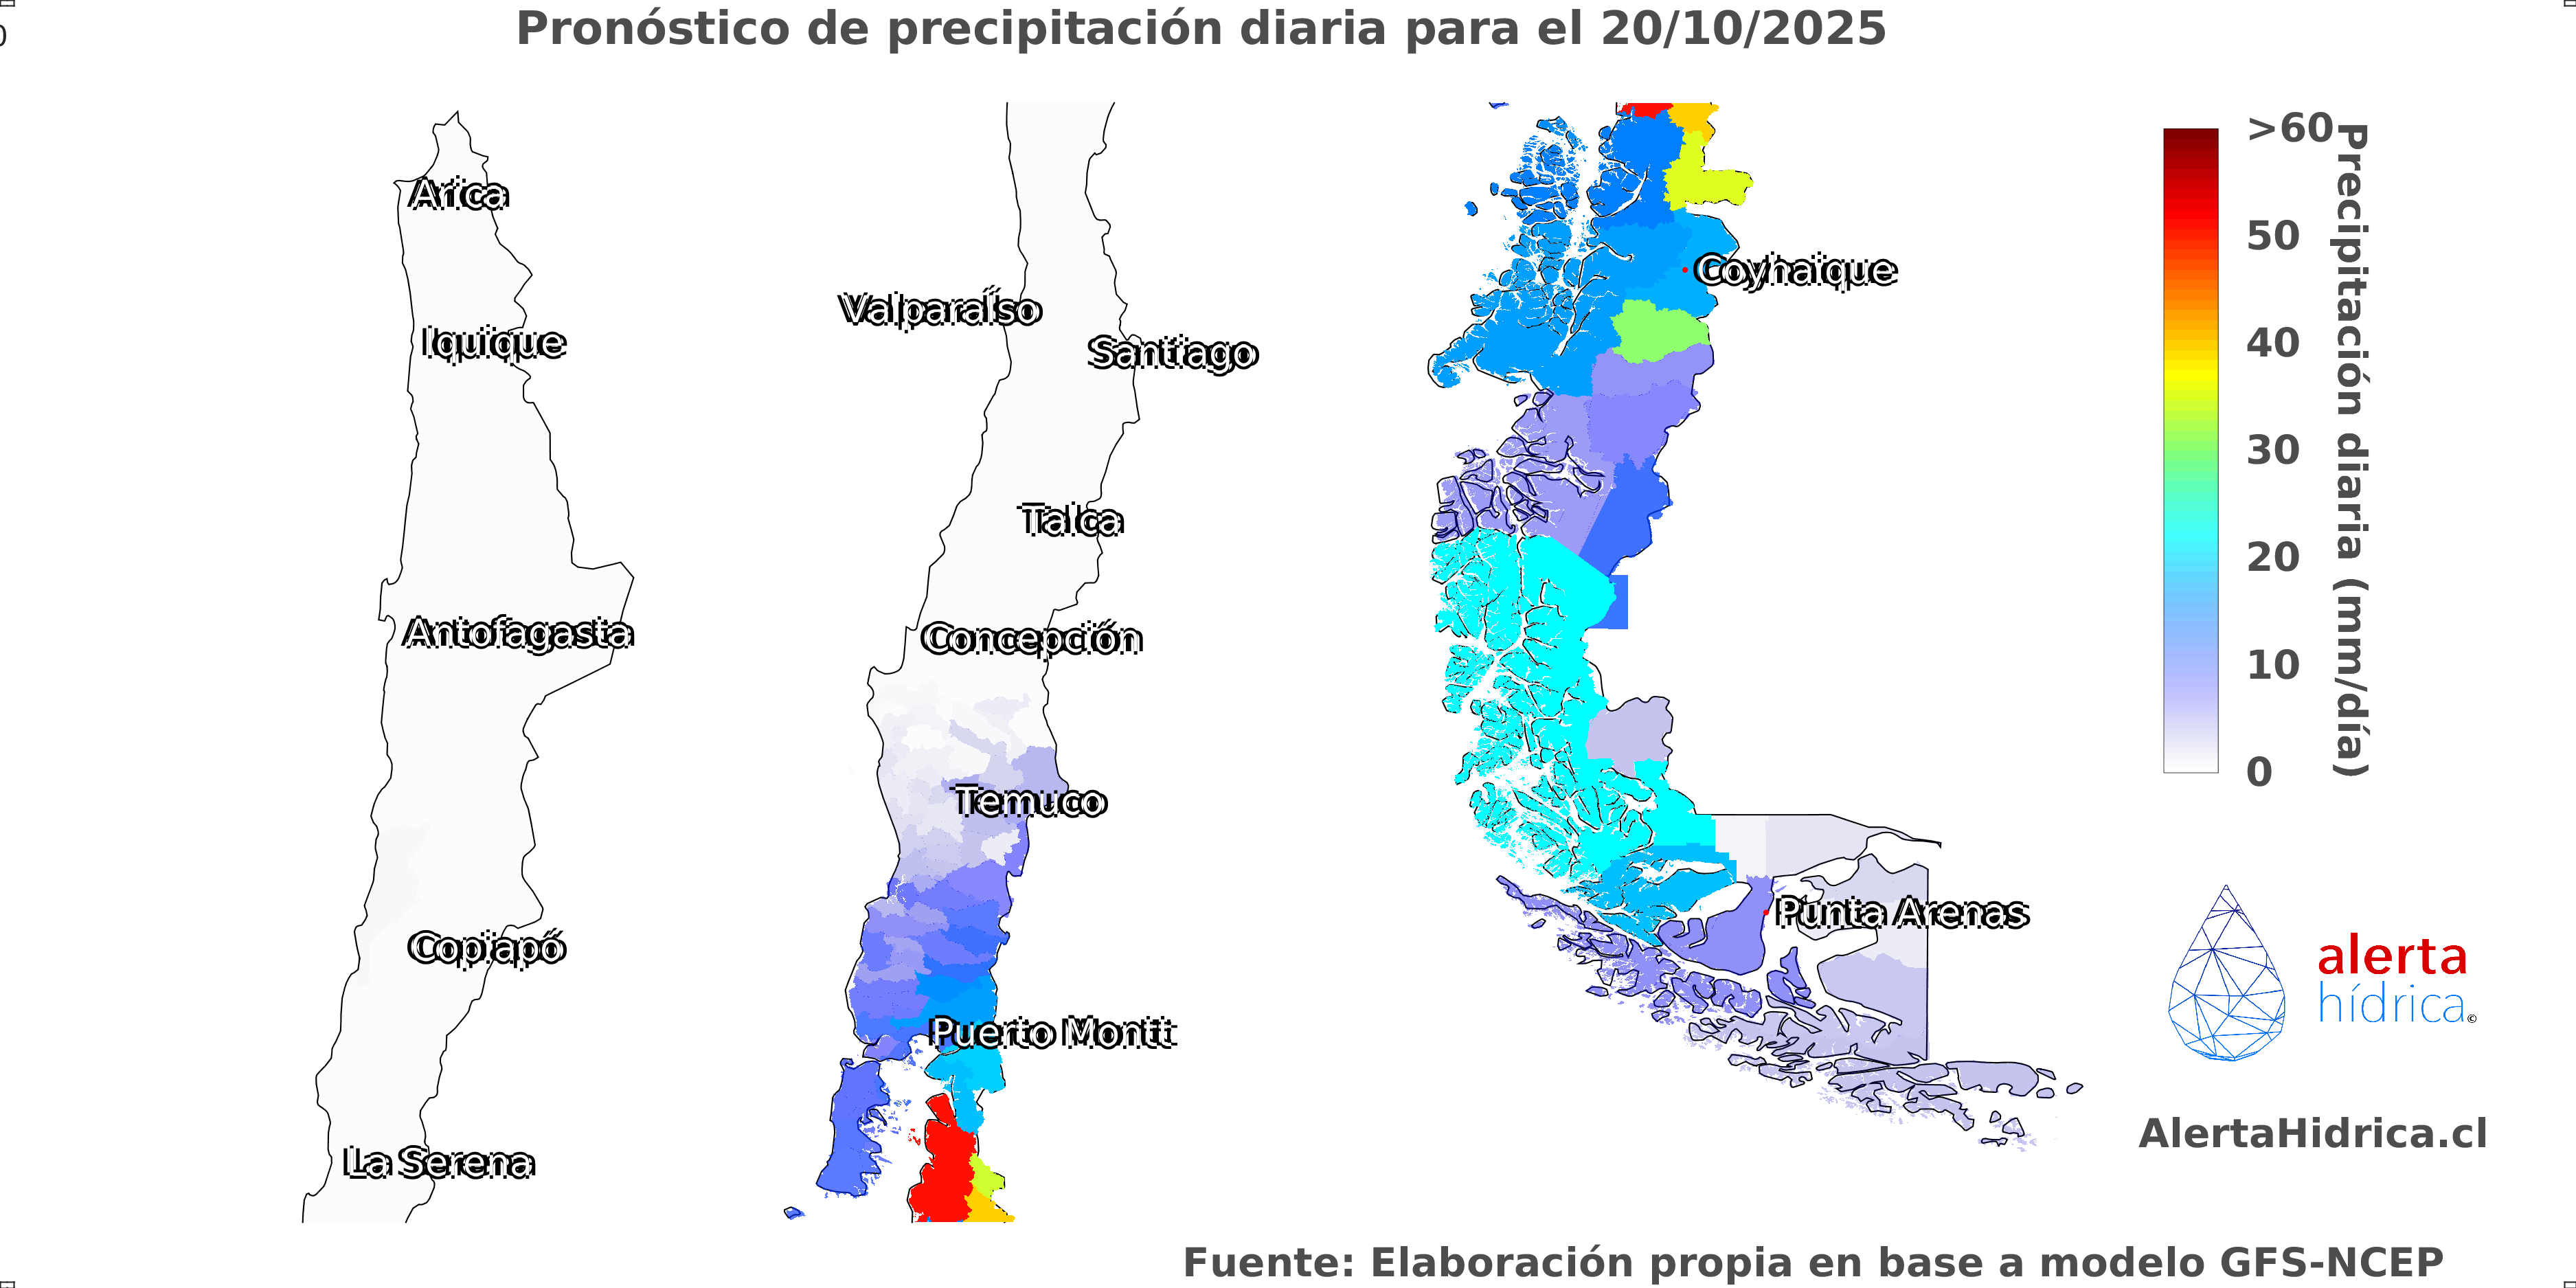 Pronóstico de precipitación diaria para el 20/10/2025
0
Arica
Iquique
Antofagasta
Copiapó
La Serena
Valparaíso
Santiago
Talca
Concepción
Temuco
Puerto Montt
Coyhaique
Punta Arenas
>60
50
40
30
20
10
0
Precipitación diaria (mm/día)
alerta
hídrica©
AlertaHidrica.cl
Fuente: Elaboración propia en base a modelo GFS-NCEP